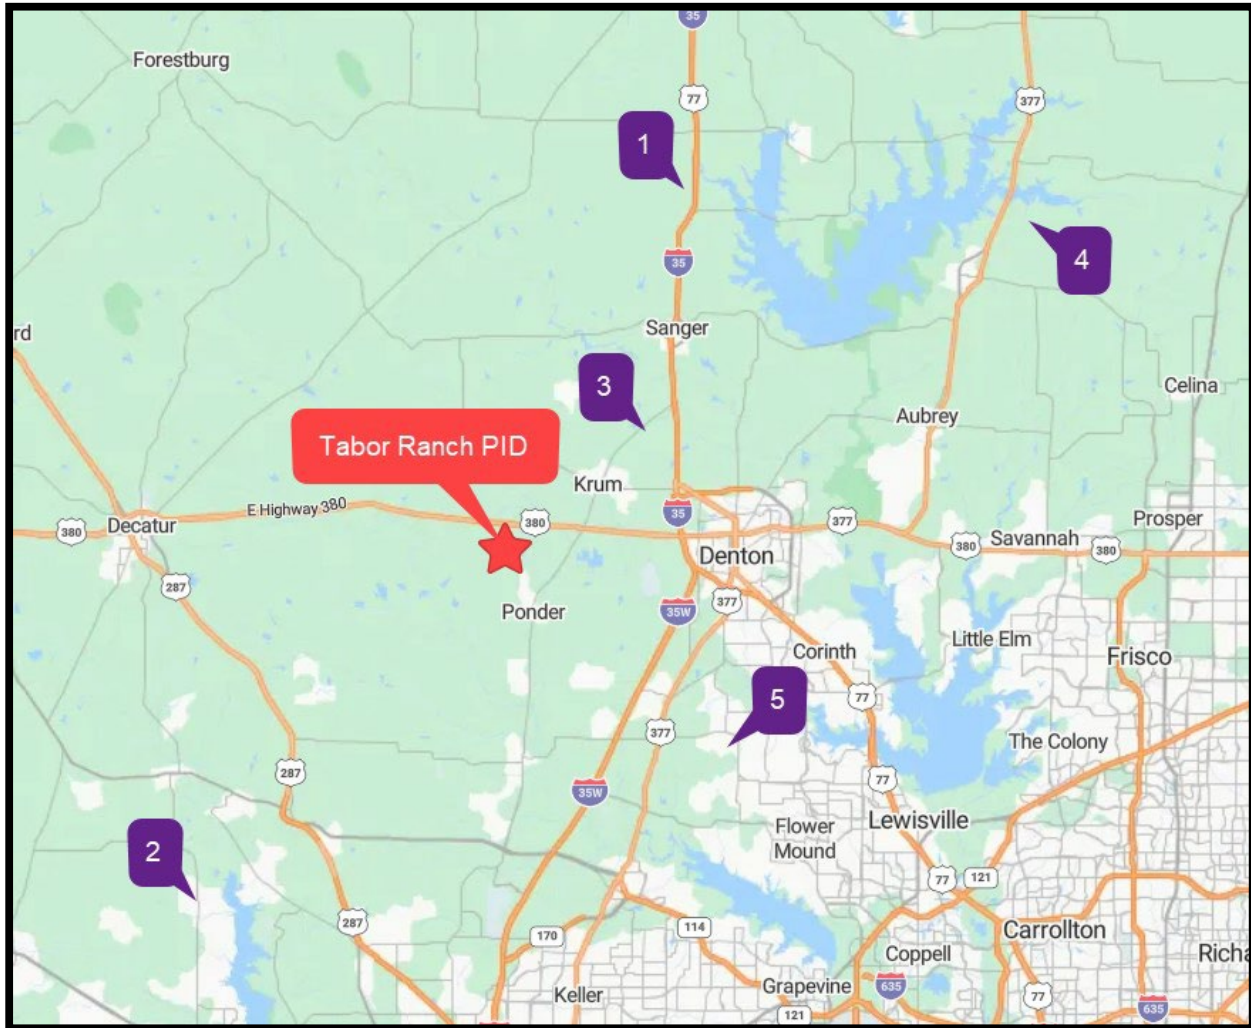 35
Forestburg
77
377
1
4
35
Sanger
rd
3
Celina
Aubrey
Tabor Ranch PID
Krum
E Highway 380
380
35
377
Prosper
380
Decatur
380
Savannah
380
Denton
287
377
35W
Ponder
Little Elm
Corinth
Frisco
5
77
377
The Colony
287
77
35W
Lewisville
Flower
Mound
2
77
121
287
114
170
Carrollton
Coppell
Richa
Grapevine
635
Keller
77
121
635